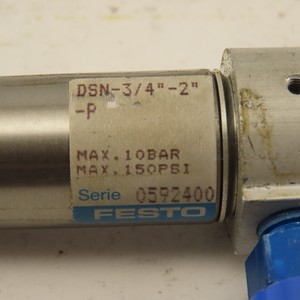 DSN-3/4"-2"
-P
MAX.10BAR
MAX.150PSI
Serie 0592400
FESTO